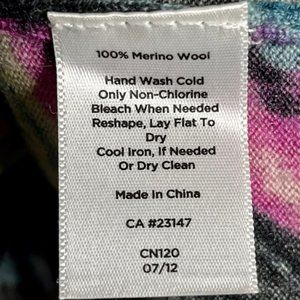 100% Merino Wool
Hand Wash Cold
Only Non-Chlorine
Bleach When Needed
Reshape, Lay Flat To
Dry
Cool Iron, If Needed
Or Dry Clean
Made In China
CA #23147
CN120
07/12